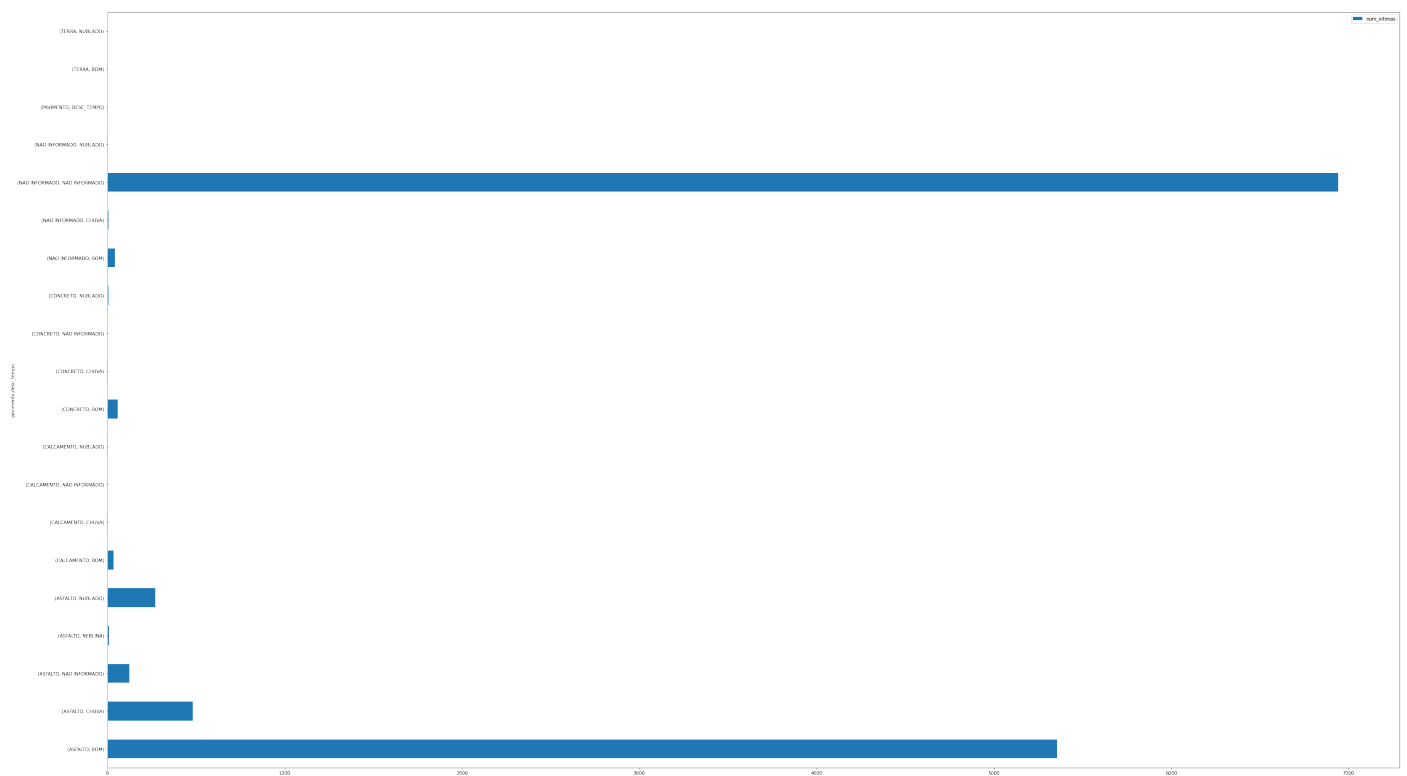 num_vitimas
(TERRA, NUBLADO)
(TERRA, BOM)
(PAVIMENTO, DESC_TEMPO)
(NAO INFORMADO, NUBLADO)
(NAO INFORMADO, NAO INFORMADO)
(NAO INFORMADO, CHUVA)
(NAO INFORMADO, BOM)
(CONCRETO, NUBLADO)
(CONCRETO, NAO INFORMADO)
(CONCRETO, CHUVA)
(CONCRETO, BOM)
(CALCAMENTO, NUBLADO)
(CALCAMENTO, NAO INFORMADO)
(CALCAMENTO, CHUVA)
(CALCAMENTO, BOM)
(ASFALTO, NUBLADO)
(ASFALTO, NEBLINA)
(ASFALTO, NAO INFORMADO)
(ASFALTO, CHUVA)
(ASFALTO, BOM)
pavimento,desc_tempo
0 1000 2000 3000 4000 5000 6000 7000